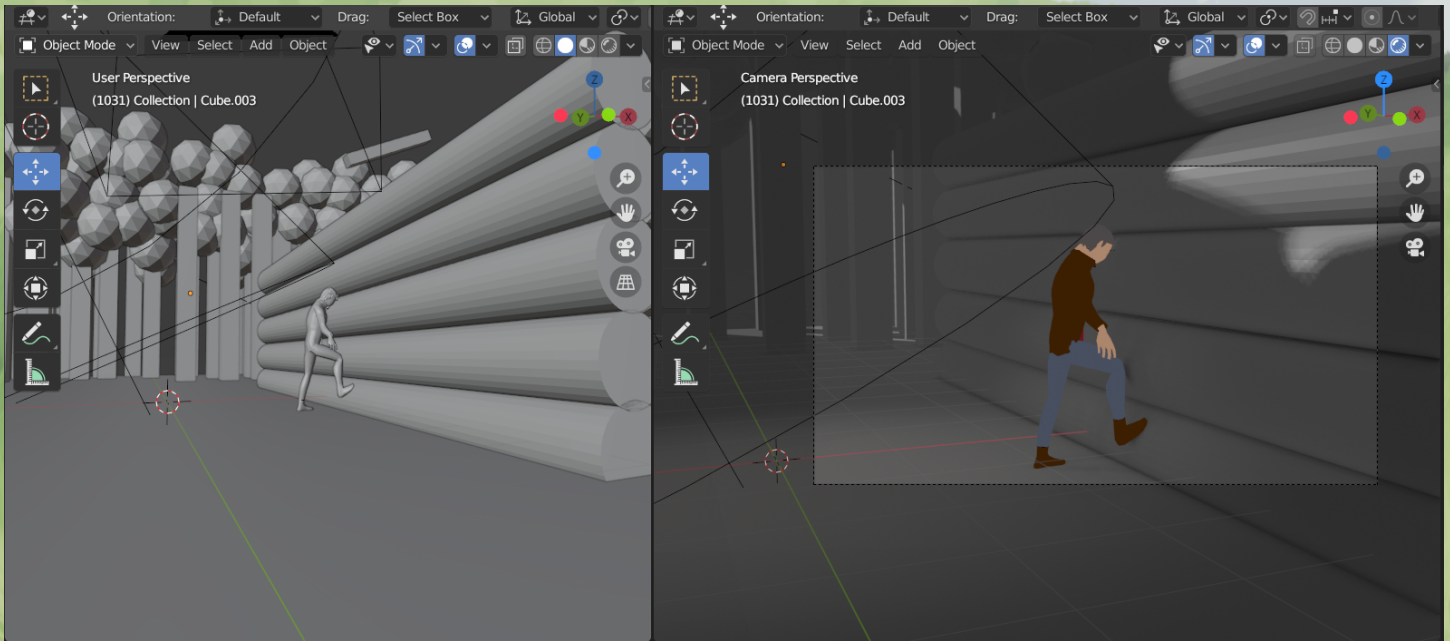 Orientation: Default Drag: Select Box Global
Object Mode View Select Add Object
User Perspective
(1031) Collection | Cube.003
Z
Y X
Orientation: Default Drag: Select Box Global
Object Mode View Select Add Object
Camera Perspective
(1031) Collection | Cube.003
Z
Y X